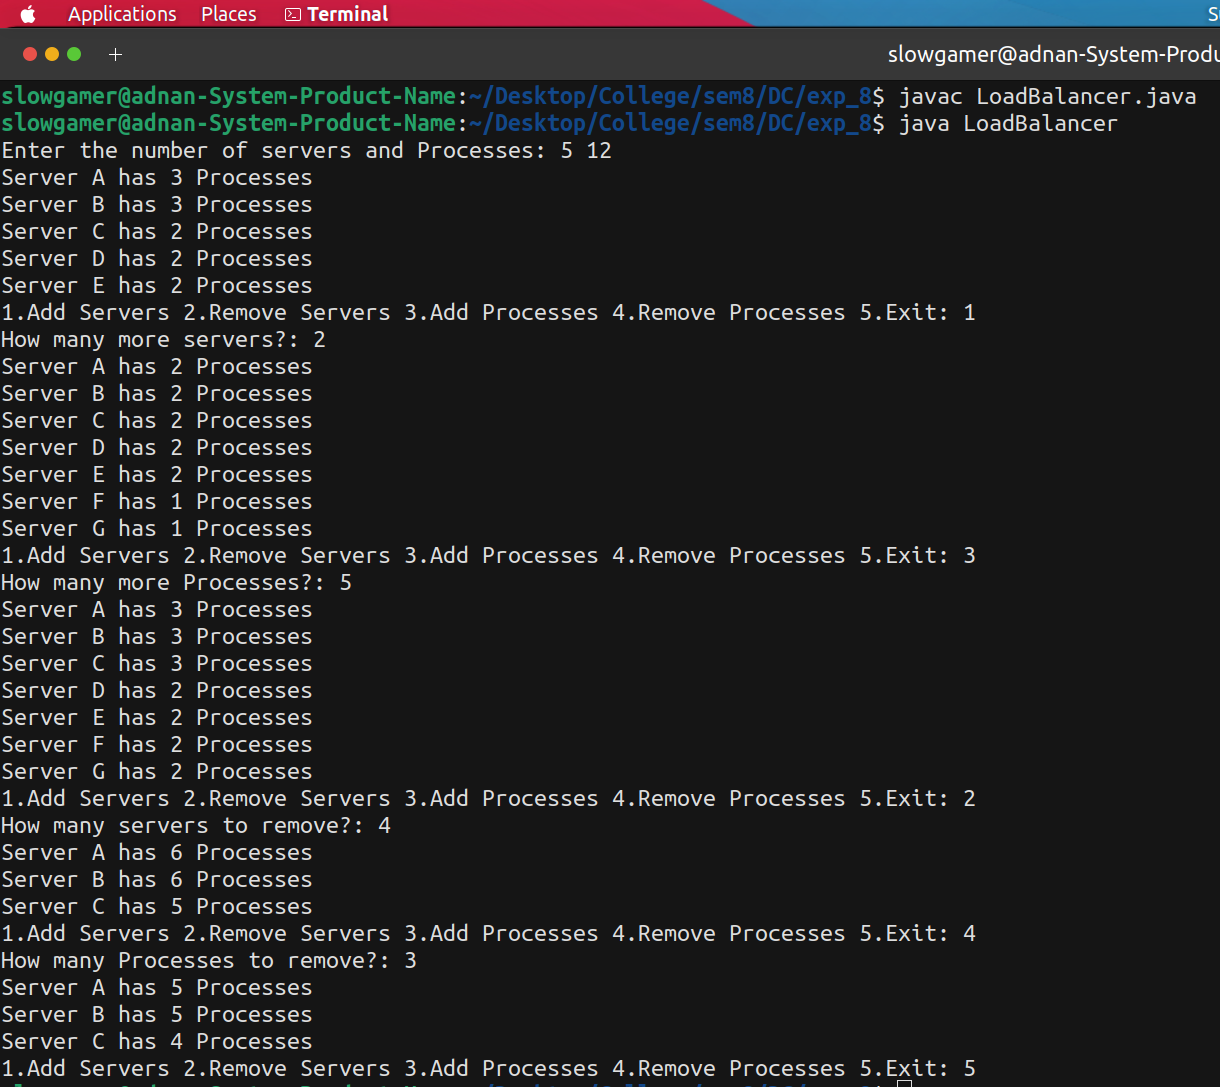 Applications Places Terminal S
+ slowgamer@adnan-System-Produ
slowgamer@adnan-System-Product-Name:~/Desktop/College/sem8/DC/exp_8$ javac LoadBalancer.java
slowgamer@adnan-System-Product-Name:~/Desktop/College/sem8/DC/exp_8$ java LoadBalancer
Enter the number of servers and Processes: 5 12
Server A has 3 Processes
Server B has 3 Processes
Server C has 2 Processes
Server D has 2 Processes
Server E has 2 Processes
1.Add Servers 2.Remove Servers 3.Add Processes 4.Remove Processes 5.Exit: 1
How many more servers?: 2
Server A has 2 Processes
Server B has 2 Processes
Server C has 2 Processes
Server D has 2 Processes
Server E has 2 Processes
Server F has 1 Processes
Server G has 1 Processes
1.Add Servers 2.Remove Servers 3.Add Processes 4.Remove Processes 5.Exit: 3
How many more Processes?: 5
Server A has 3 Processes
Server B has 3 Processes
Server C has 3 Processes
Server D has 2 Processes
Server E has 2 Processes
Server F has 2 Processes
Server G has 2 Processes
1.Add Servers 2.Remove Servers 3.Add Processes 4.Remove Processes 5.Exit: 2
How many servers to remove?: 4
Server A has 6 Processes
Server B has 6 Processes
Server C has 5 Processes
1.Add Servers 2.Remove Servers 3.Add Processes 4.Remove Processes 5.Exit: 4
How many Processes to remove?: 3
Server A has 5 Processes
Server B has 5 Processes
Server C has 4 Processes
1.Add Servers 2.Remove Servers 3.Add Processes 4.Remove Processes 5.Exit: 5